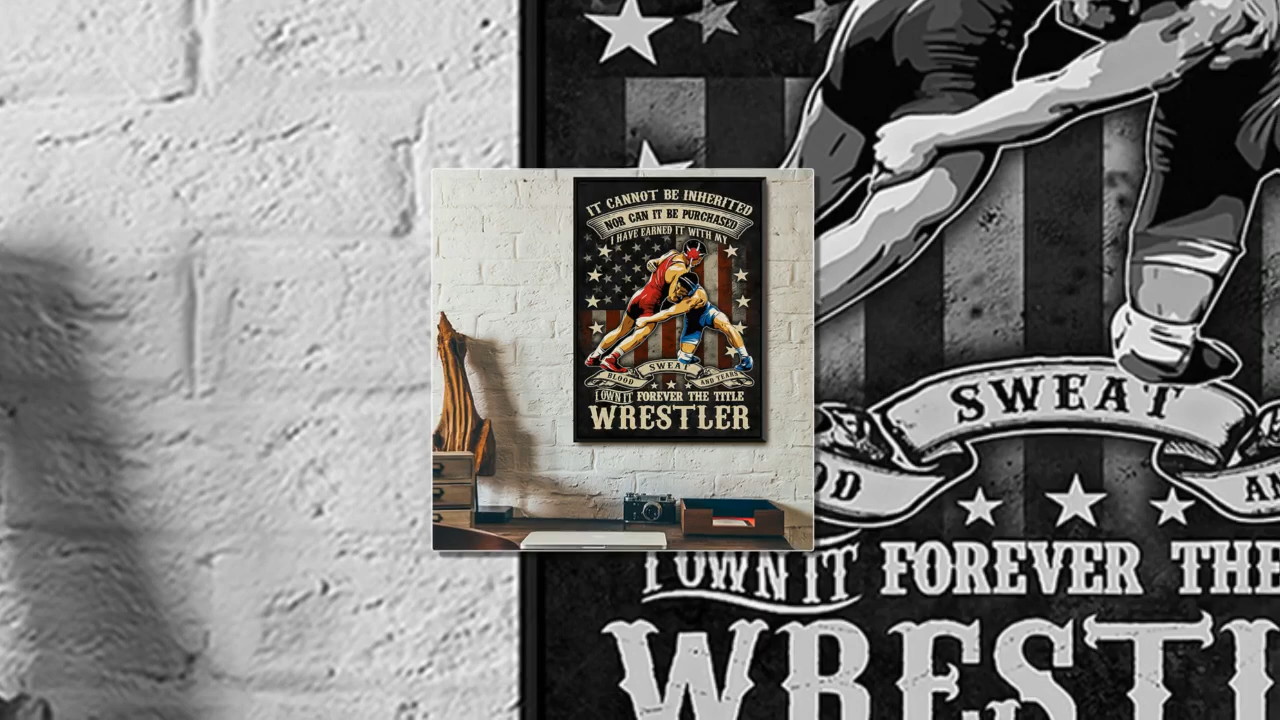 IT CANNOT BE INHERITED
NOR CAN IT BE PURCHASED
I HAVE EARNED IT WITH MY
BLOOD SWEAT AND TEARS
I OWN IT FOREVER THE TITLE
WRESTLER
SWEAT
I OWN IT FOREVER THE